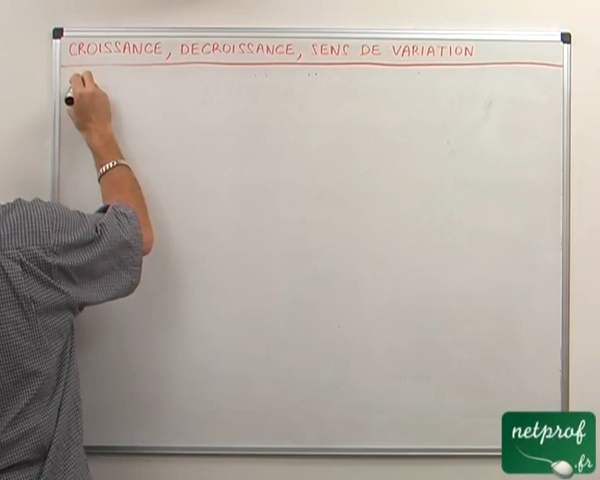 CROISSANCE, DECROISSANCE, SENS DE VARIATION
netprof
.fr